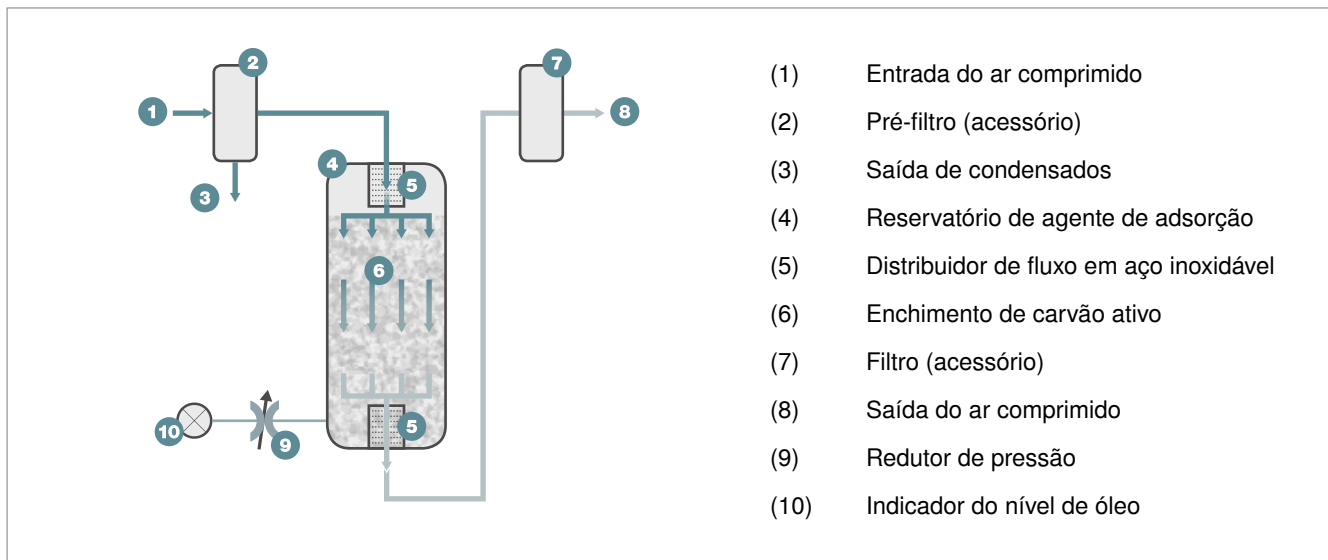 2
7
1
8
4
5
3
6
5
10
9
(1) Entrada do ar comprimido
(2) Pré-filtro (acessório)
(3) Saída de condensados
(4) Reservatório de agente de adsorção
(5) Distribuidor de fluxo em aço inoxidável
(6) Enchimento de carvão ativo
(7) Filtro (acessório)
(8) Saída do ar comprimido
(9) Redutor de pressão
(10) Indicador do nível de óleo